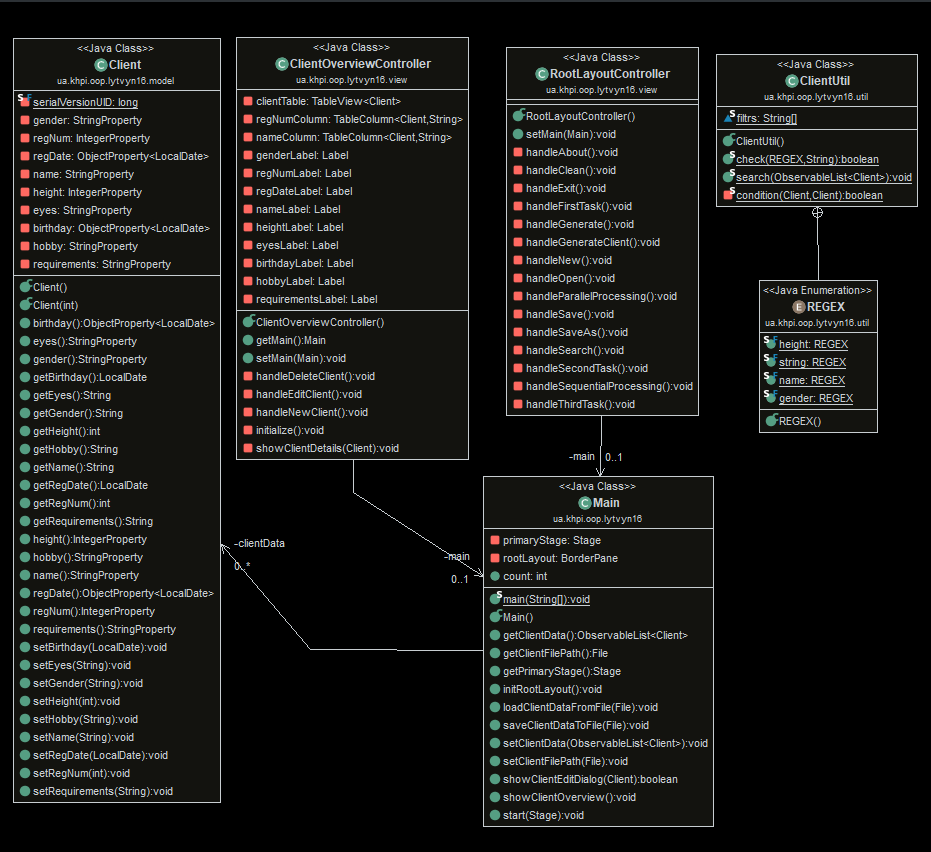 <<Java Class>>
Client
ua.khpi.oop.lytvyn16.model
serialVersionUID: long
gender: StringProperty
regNum: IntegerProperty
regDate: ObjectProperty<LocalDate>
name: StringProperty
height: IntegerProperty
eyes: StringProperty
birthday: ObjectProperty<LocalDate>
hobby: StringProperty
requirements: StringProperty
Client()
Client(int)
birthday():ObjectProperty<LocalDate>
eyes():StringProperty
gender():StringProperty
getBirthday():LocalDate
getEyes():String
getGender():String
getHeight():int
getHobby():String
getName():String
getRegDate():LocalDate
getRegNum():int
getRequirements():String
height():IntegerProperty
hobby():StringProperty
name():StringProperty
regDate():ObjectProperty<LocalDate>
regNum():IntegerProperty
requirements():StringProperty
setBirthday(LocalDate):void
setEyes(String):void
setGender(String):void
setHeight(int):void
setHobby(String):void
setName(String):void
setRegDate(LocalDate):void
setRegNum(int):void
setRequirements(String):void
<<Java Class>>
ClientOverviewController
ua.khpi.oop.lytvyn16.view
clientTable: TableView<Client>
regNumColumn: TableColumn<Client,String>
nameColumn: TableColumn<Client,String>
genderLabel: Label
regNumLabel: Label
regDateLabel: Label
nameLabel: Label
heightLabel: Label
eyesLabel: Label
birthdayLabel: Label
hobbyLabel: Label
requirementsLabel: Label
ClientOverviewController()
getMain():Main
setMain(Main):void
handleDeleteClient():void
handleEditClient():void
handleNewClient():void
initialize():void
showClientDetails(Client):void
<<Java Class>>
RootLayoutController
ua.khpi.oop.lytvyn16.view
RootLayoutController()
setMain(Main):void
handleAbout():void
handleClean():void
handleExit():void
handleFirstTask():void
handleGenerate():void
handleGenerateClient():void
handleNew():void
handleOpen():void
handleParallelProcessing():void
handleSave():void
handleSaveAs():void
handleSearch():void
handleSecondTask():void
handleSequentialProcessing():void
handleThirdTask():void
<<Java Class>>
ClientUtil
ua.khpi.oop.lytvyn16.util
filtrs: String[]
ClientUtil()
check(REGEX,String):boolean
search(ObservableList<Client>):void
condition(Client,Client):boolean
<<Java Enumeration>>
REGEX
ua.khpi.oop.lytvyn16.util
height: REGEX
string: REGEX
name: REGEX
gender: REGEX
REGEX()
-main
0..1
-main
0..1
-clientData
0..*
<<Java Class>>
Main
ua.khpi.oop.lytvyn16
primaryStage: Stage
rootLayout: BorderPane
count: int
main(String[]):void
Main()
getClientData():ObservableList<Client>
getClientFilePath():File
getPrimaryStage():Stage
initRootLayout():void
loadClientDataFromFile(File):void
saveClientDataToFile(File):void
setClientData(ObservableList<Client>):void
setClientFilePath(File):void
showClientEditDialog(Client):boolean
showClientOverview():void
start(Stage):void